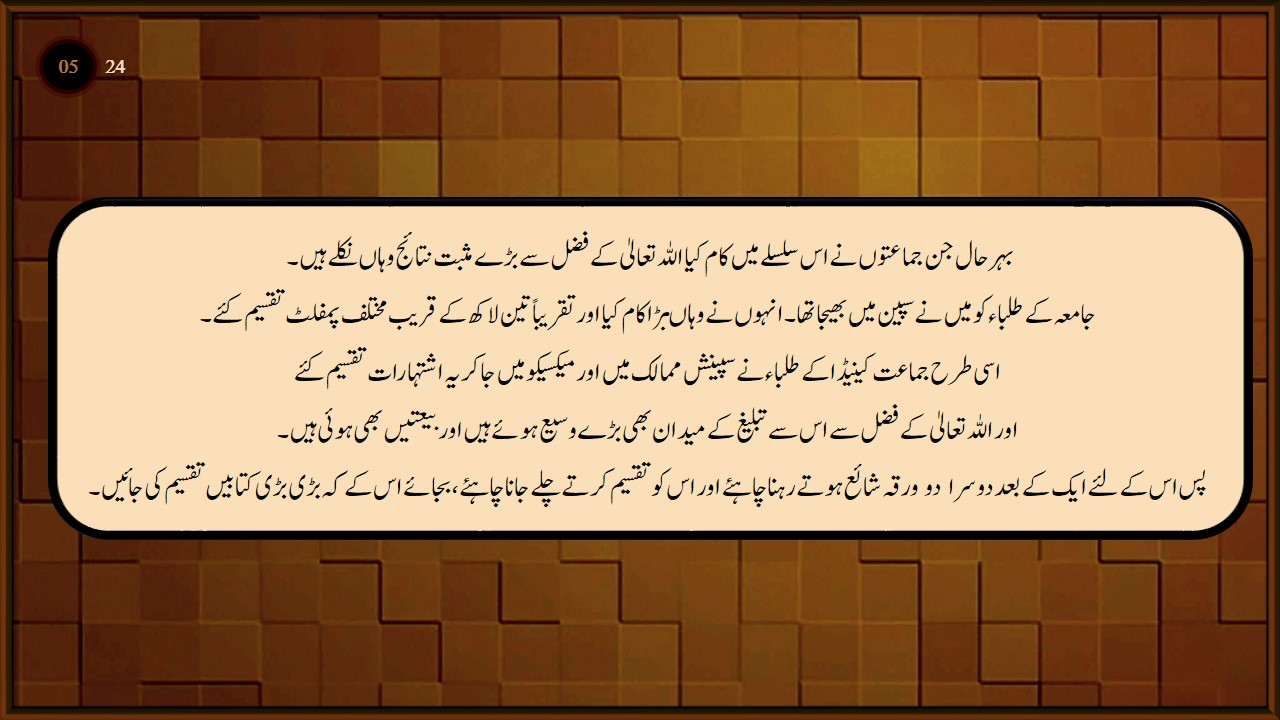 05 24
بہر حال جن جماعتوں نے اس سلسلے میں کام کیا اللہ تعالیٰ کے فضل سے بڑے مثبت نتائج وہاں نکلے ہیں۔
جامعہ کے طلباء کو میں نے سپین میں بھیجا تھا۔ انہوں نے وہاں بڑا کام کیا اور تقریباً تین لاکھ کے قریب مختلف پمفلٹ تقسیم کئے۔
اسی طرح جماعت کینیڈا کے طلباء نے سپینش ممالک میں اور میکسیکو میں جا کر یہ اشتہارات تقسیم کئے
اور اللہ تعالیٰ کے فضل سے اس سے تبلیغ کے میدان بھی بڑے وسیع ہوئے ہیں اور بیعتیں بھی ہوئی ہیں۔
پس اس کے لئے ایک کے بعد دوسرا دو ورقہ شائع ہوتے رہنا چاہئے اور اس کو تقسیم کرتے چلے جانا چاہئے،، بجائے اس کے کہ بڑی بڑی کتابیں تقسیم کی جائیں۔